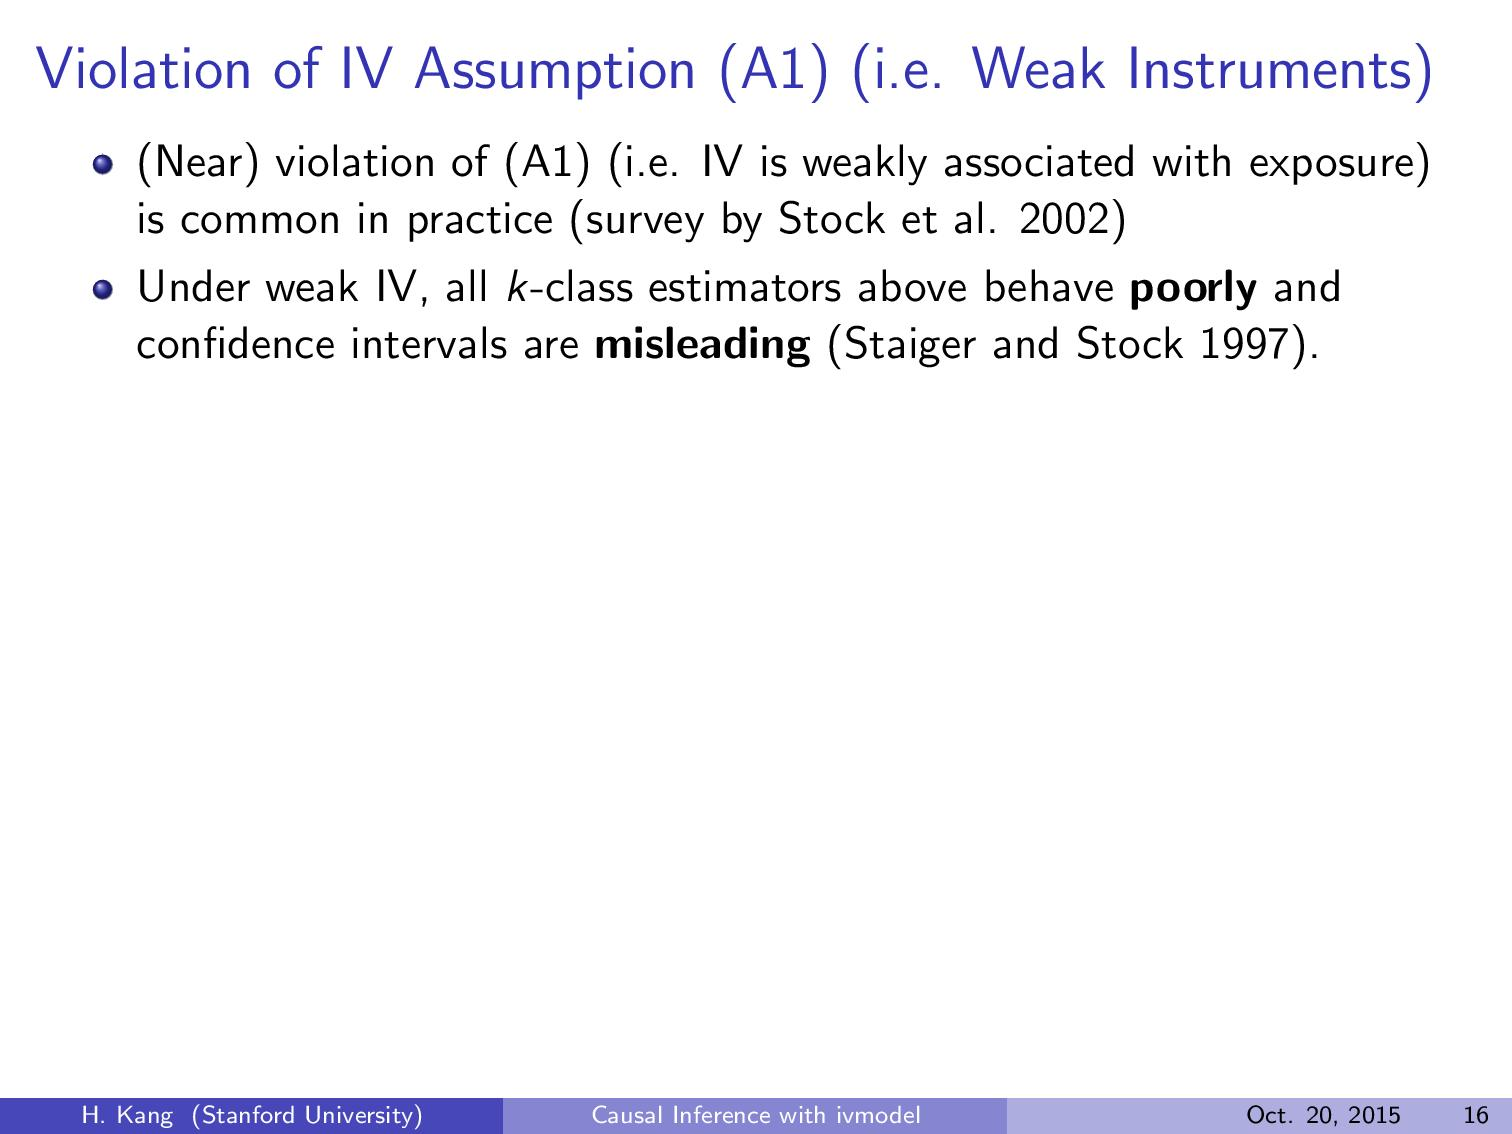 Violation of IV Assumption (A1) (i.e. Weak Instruments)
(Near) violation of (A1) (i.e. IV is weakly associated with exposure)
is common in practice (survey by Stock et al. 2002)
Under weak IV, all k-class estimators above behave poorly and
confidence intervals are misleading (Staiger and Stock 1997).
H. Kang (Stanford University) Causal Inference with ivmodel Oct. 20, 2015 16